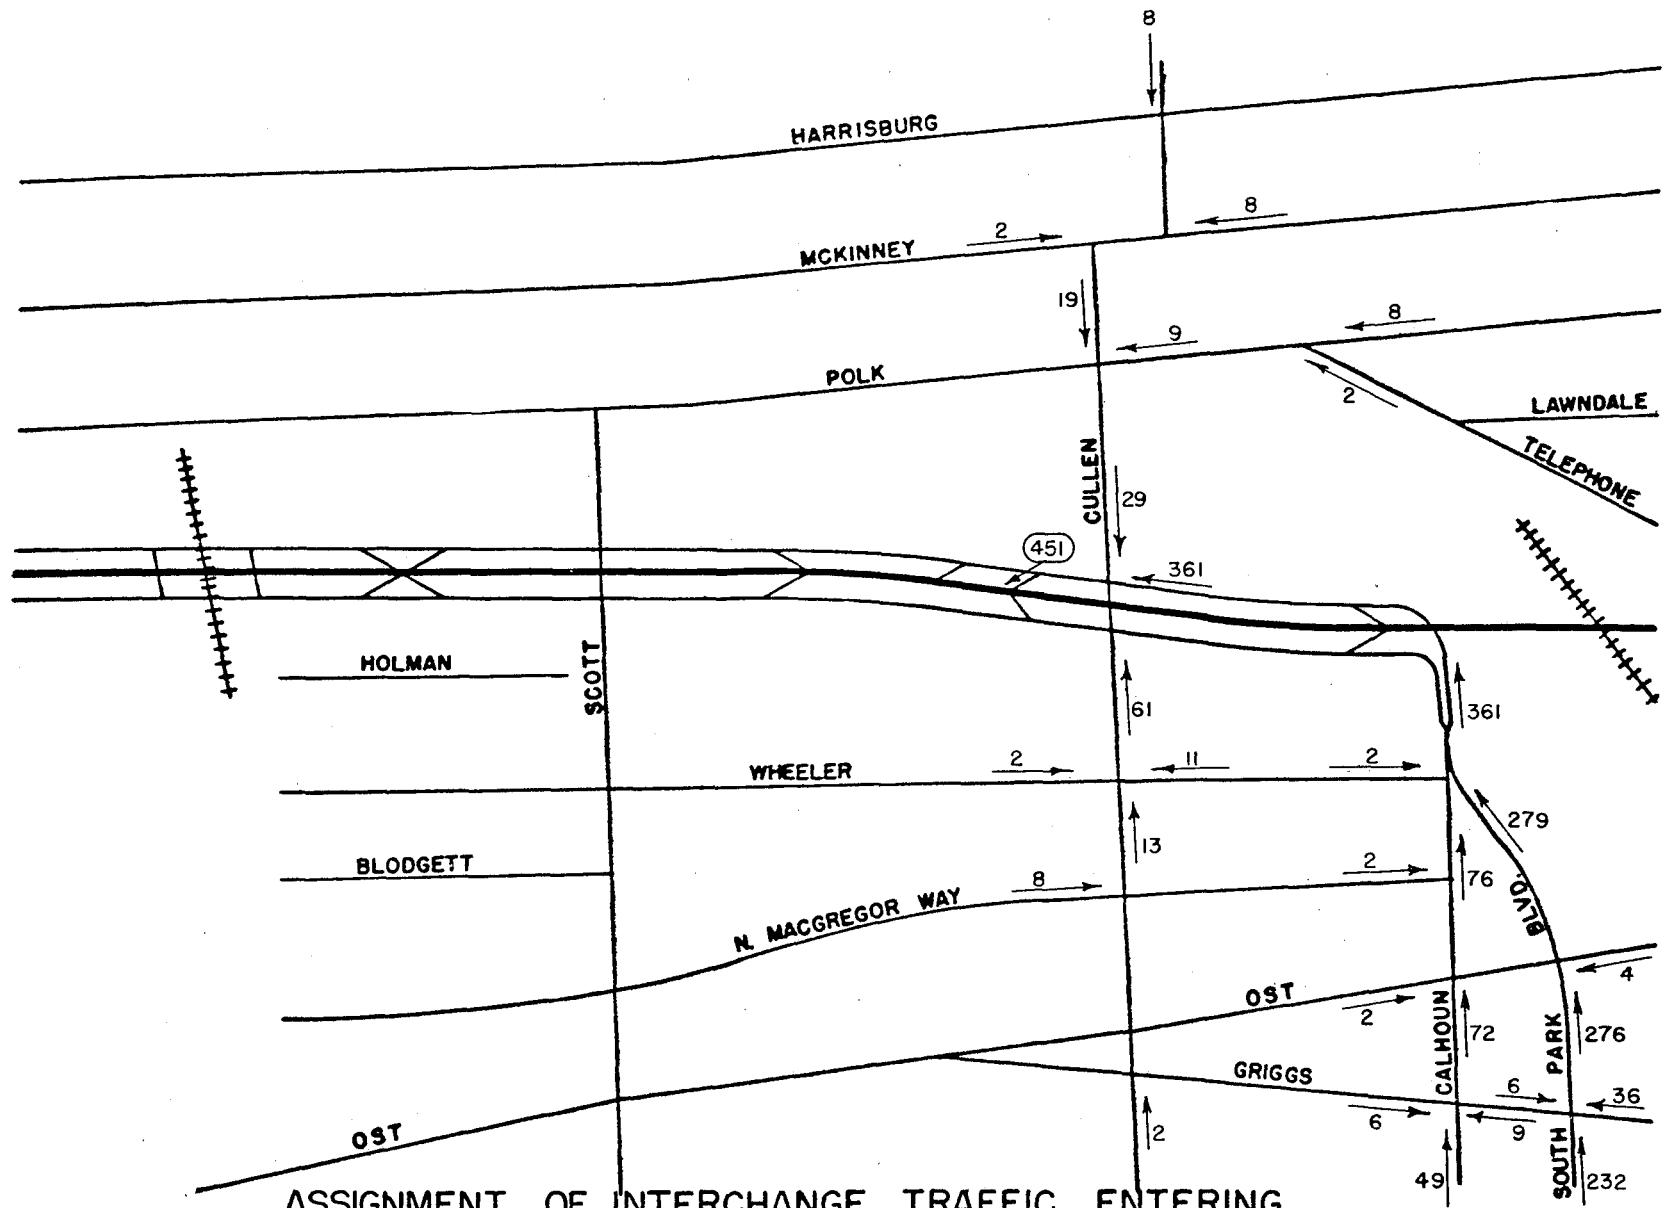 8
HARRISBURG
8
2
MCKINNEY
19
8
9
POLK
2
LAWNDALE
TELEPHONE
CULLEN
29
451
361
HOLMAN
SCOTT
61
361
2
11
2
WHEELER
279
13
BLODGETT
2
76
8
BLVD.
N. MACGREGOR WAY
4
OST
2
CALHOUN
72
PARK
276
GRIGGS
6
36
6
9
OST
2
SOUTH
49
232
ASSIGNMENT OF INTERCHANGE TRAFFIC ENTERING